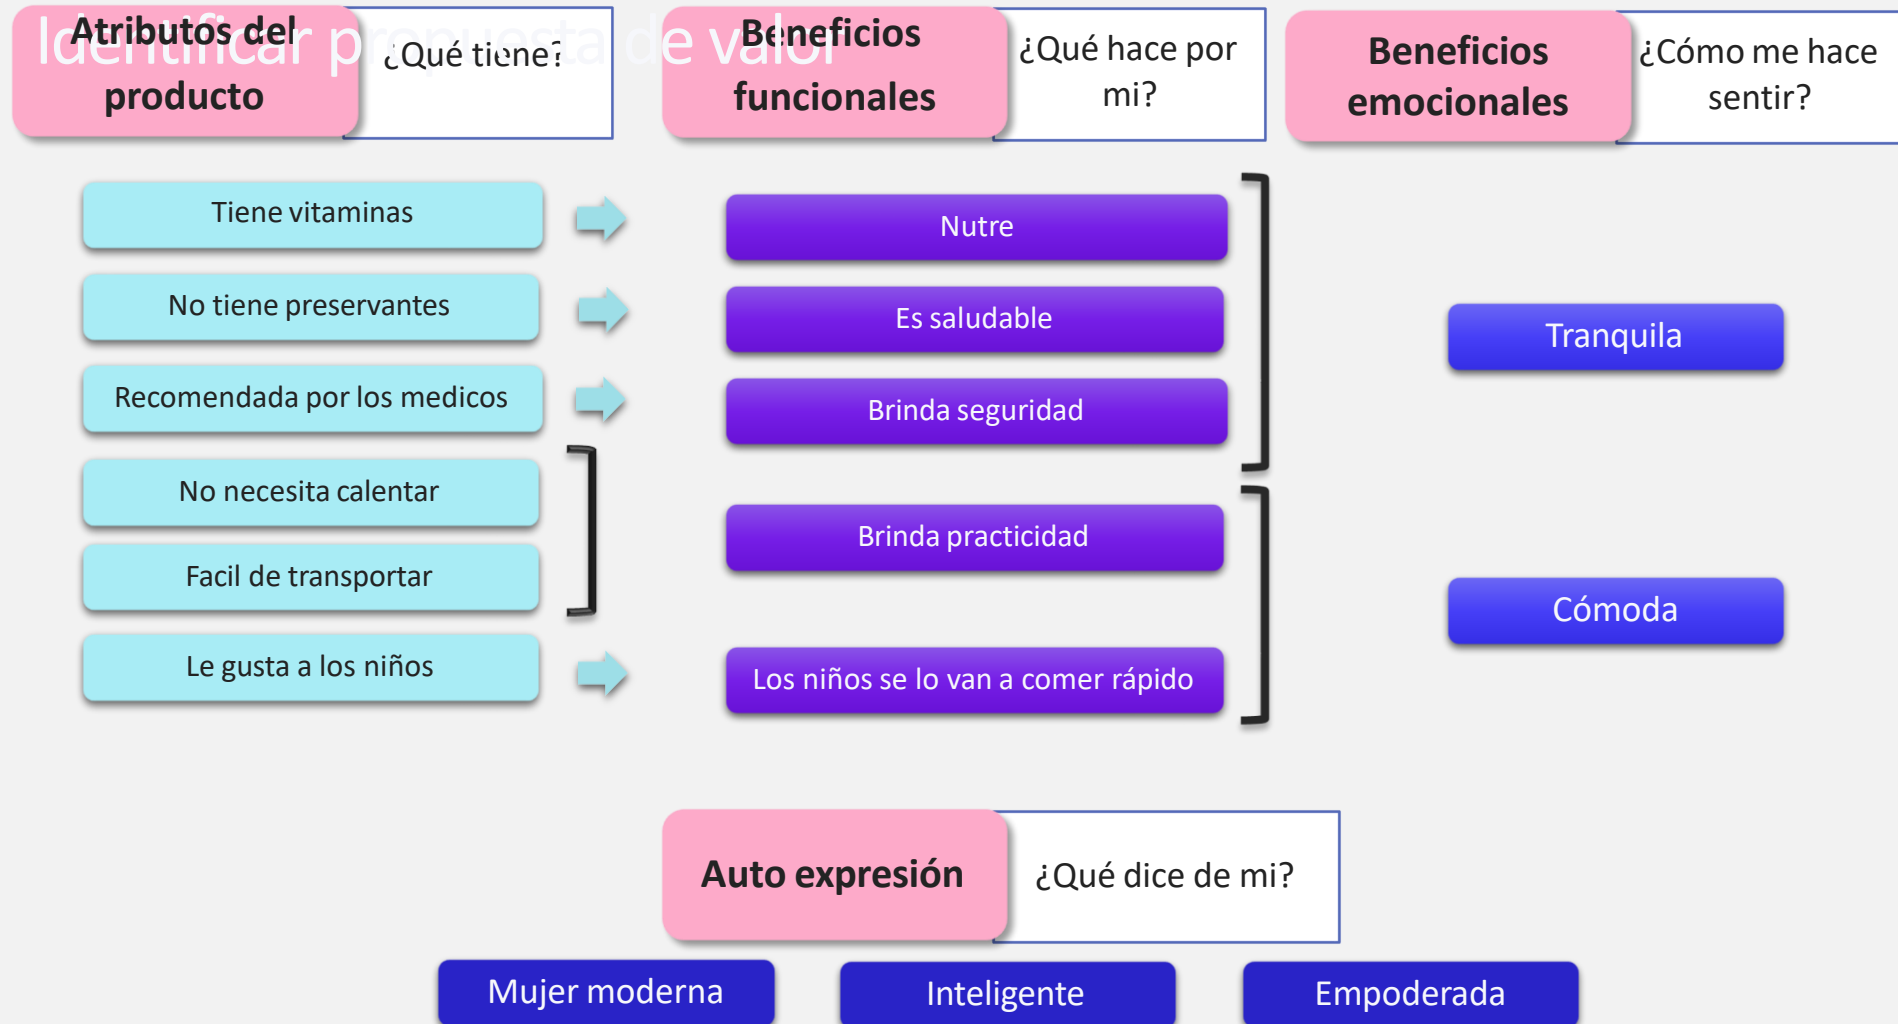 Identificar propuesta de valor
Atributos del
producto
¿Qué tiene?
Beneficios
funcionales
¿Qué hace por
mi?
Beneficios
emocionales
¿Cómo me hace
sentir?
Tiene vitaminas
No tiene preservantes
Recomendada por los medicos
No necesita calentar
Facil de transportar
Le gusta a los niños
Nutre
Es saludable
Brinda seguridad
Brinda practicidad
Los niños se lo van a comer rápido
Tranquila
Cómoda
Auto expresión
¿Qué dice de mi?
Mujer moderna
Inteligente
Empoderada